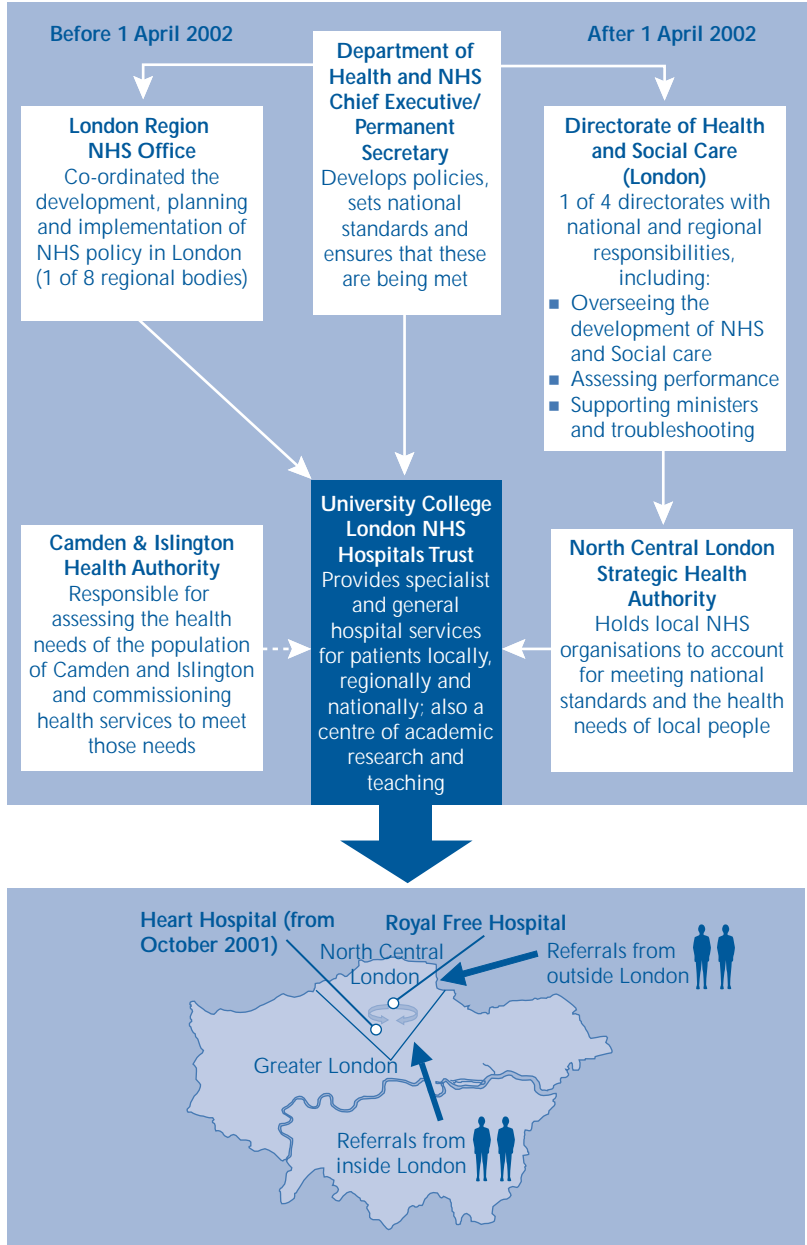 Before 1 April 2002
Department of
Health and NHS
Chief Executive/
Permanent
Secretary
Develops policies,
sets national
standards and
ensures that these
are being met
After 1 April 2002
London Region
NHS Office
Co-ordinated the
development, planning
and implementation of
NHS policy in London
(1 of 8 regional bodies)
Directorate of Health
and Social Care
(London)
1 of 4 directorates with
national and regional
responsibilities,
including:
■ Overseeing the
development of NHS
and Social care
■ Assessing performance
■ Supporting ministers
and troubleshooting
Camden & Islington
Health Authority
Responsible for
assessing the health
needs of the population
of Camden and Islington
and commissioning
health services to meet
those needs
University College
London NHS
Hospitals Trust
Provides specialist
and general
hospital services
for patients locally,
regionally and
nationally; also a
centre of academic
research and
teaching
North Central London
Strategic Health
Authority
Holds local NHS
organisations to account
for meeting national
standards and the health
needs of local people
Heart Hospital (from
October 2001)
Royal Free Hospital
North Central
London
Referrals from
outside London
Greater London
Referrals from
inside London